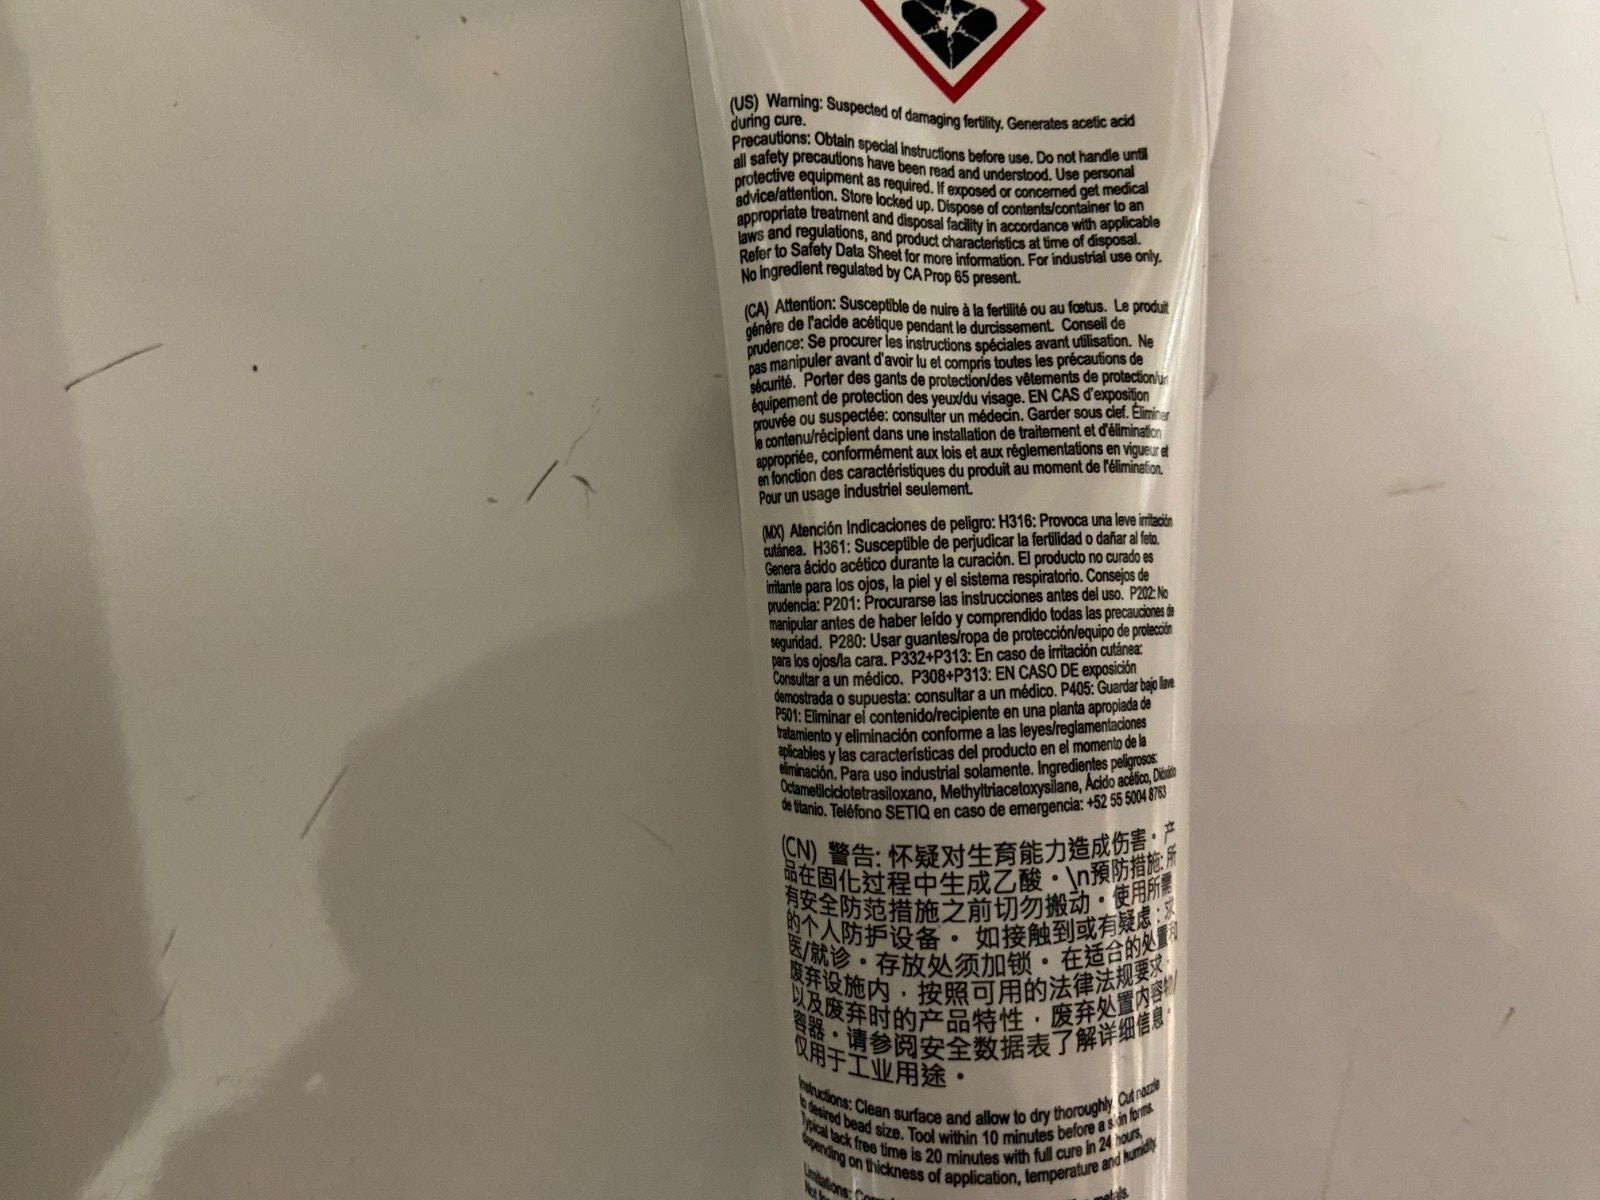 (US) Warning: Suspected of damaging fertility. Generates acetic acid
during cure.
Precautions: Obtain special instructions before use. Do not handle until
all safety precautions have been read and understood. Use personal
protective equipment as required. If exposed or concerned get medical
advice/attention. Store locked up. Dispose of contents/container to an
appropriate treatment and disposal facility in accordance with applicable
laws and regulations, and product characteristics at time of disposal.
Refer to Safety Data Sheet for more information. For industrial use only.
No ingredient regulated by CA Prop 65 present.
(CA) Attention: Susceptible de nuire à la fertilité ou au fœtus. Le produit
génère de l'acide acétique pendant le durcissement. Conseil de
prudence: Se procurer les instructions spéciales avant utilisation. Ne
pas manipuler avant d'avoir lu et compris toutes les précautions de
sécurité. Porter des gants de protection/des vêtements de protection/un
équipement de protection des yeux/du visage. EN CAS d'exposition
prouvée ou suspectée: consulter un médecin. Garder sous clef. Éliminer
le contenu/récipient dans une installation de traitement et d'élimination
appropriée, conformément aux lois et aux réglementations en vigueur et
en fonction des caractéristiques du produit au moment de l'élimination.
Pour un usage industriel seulement.
(MX) Atención Indicaciones de peligro: H316: Provoca una leve irritación
cutánea. H361: Susceptible de perjudicar la fertilidad o dañar al feto.
Genera ácido acético durante la curación. El producto no curado es
irritante para los ojos, la piel y el sistema respiratorio. Consejos de
prudencia: P201: Procurarse las instrucciones antes del uso. P202: No
manipular antes de haber leído y comprendido todas las precauciones de
seguridad. P280: Usar guantes/ropa de protección/equipo de protección
para los ojos/la cara. P332+P313: En caso de irritación cutánea:
Consultar a un médico. P308+P313: EN CASO DE exposición
demostrada o supuesta: consultar a un médico. P405: Guardar bajo llave
P501: Eliminar el contenido/recipiente en una planta apropiada de
tratamiento y eliminación conforme a las leyes/reglamentaciones
aplicables y las características del producto en el momento de la
eliminación. Para uso industrial solamente. Ingredientes peligrosos:
Octametilciclotetrasiloxano, Methyltriacetoxysilane, Ácido acético, Dióxido
de titanio. Teléfono SETIQ en caso de emergencia: +52 55 5004 8763
(CN) 警告: 怀疑对生育能力造成伤害。产
品在固化过程中生成乙酸。\n預防措施: 所
有安全防范措施之前切勿搬动。使用所需
的个人防护设备。 如接触到或有疑虑: 求
医/就诊。存放处须加锁。在适合的处置和
废弃设施内，按照可用的法律法规要求，
以及废弃时的产品特性，废弃处置内容物/
容器。请参阅安全数据表了解详细信息。
仅用于工业用途。
Instructions: Clean surface and allow to dry thoroughly. Cut nozzle
to desired bead size. Tool within 10 minutes before a skin forms.
Typical tack free time is 20 minutes with full cure in 24 hours,
depending on thickness of application, temperature and humidity.
Limitations: metals.